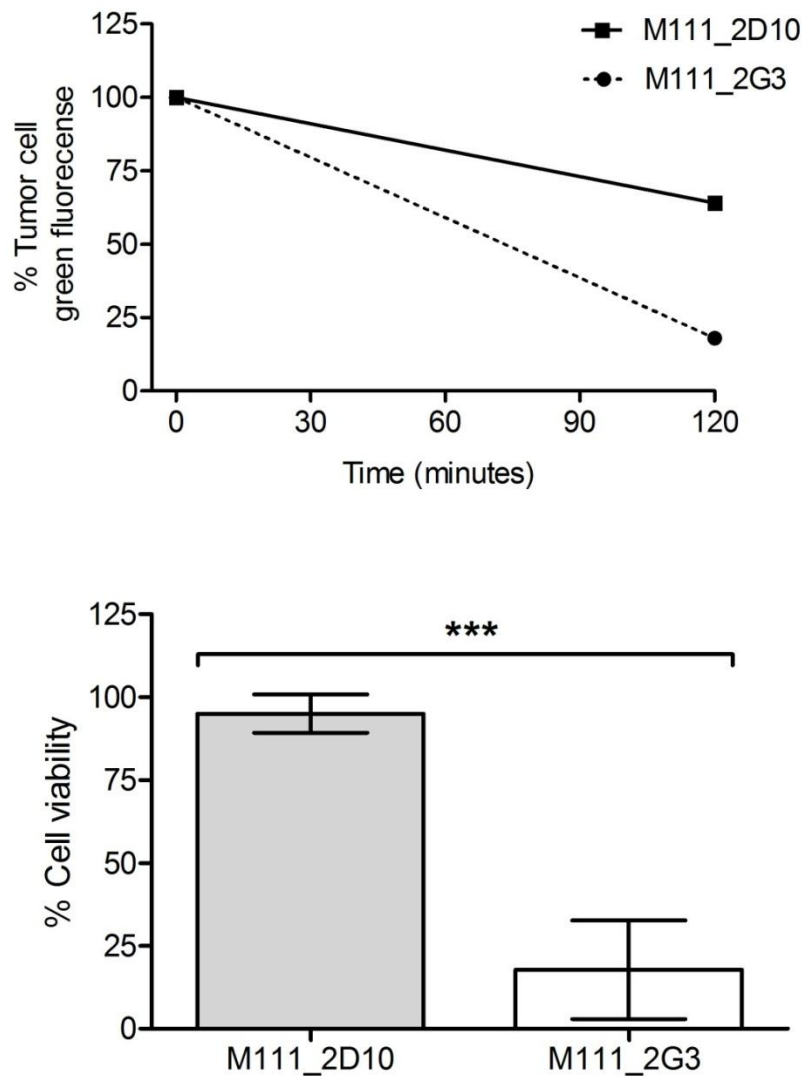 125
100
75
50
25
0
% Tumor cell
green fluorecense
M111_2D10
M111_2G3
0 30 60 90 120
Time (minutes)
125
100
75
50
25
0
% Cell viability
***
M111_2D10 M111_2G3